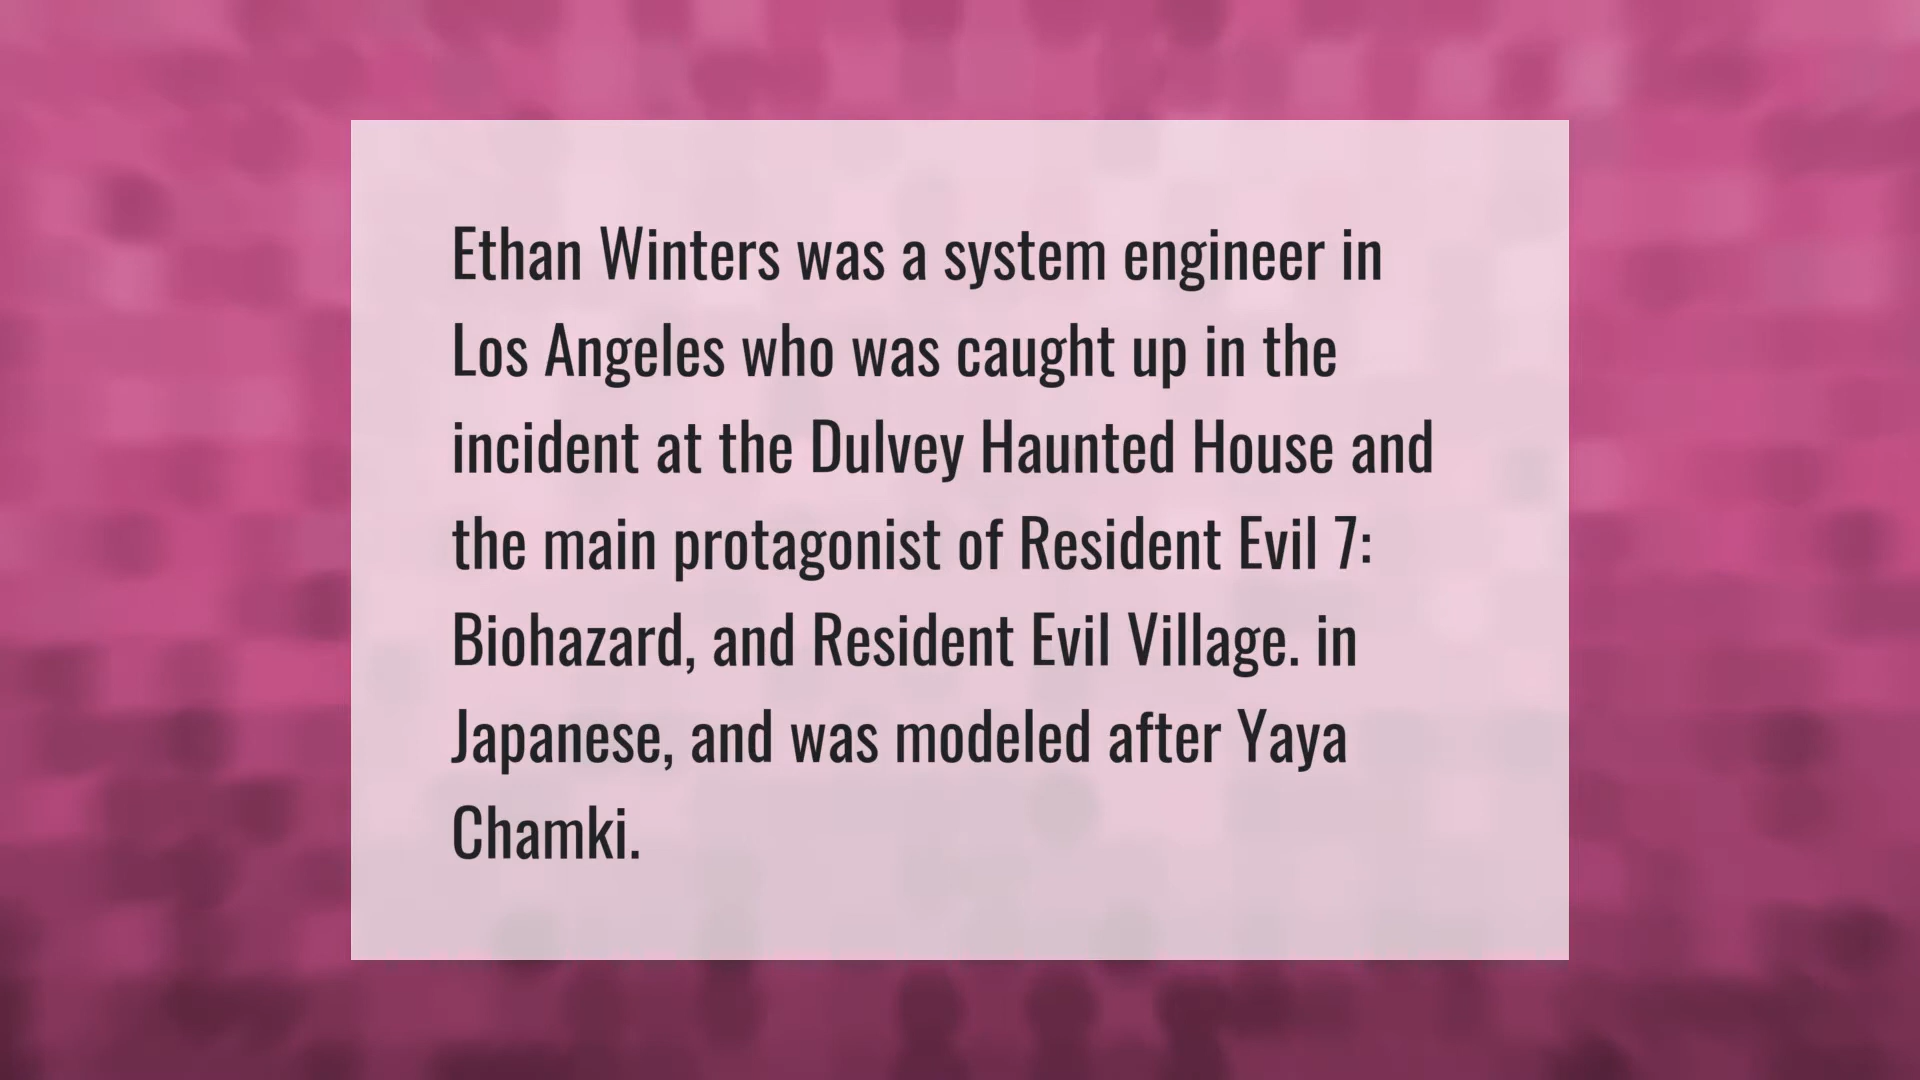 Ethan Winters was a system engineer in
Los Angeles who was caught up in the
incident at the Dulvey Haunted House and
the main protagonist of Resident Evil 7:
Biohazard, and Resident Evil Village. in
Japanese, and was modeled after Yaya
Chamki.